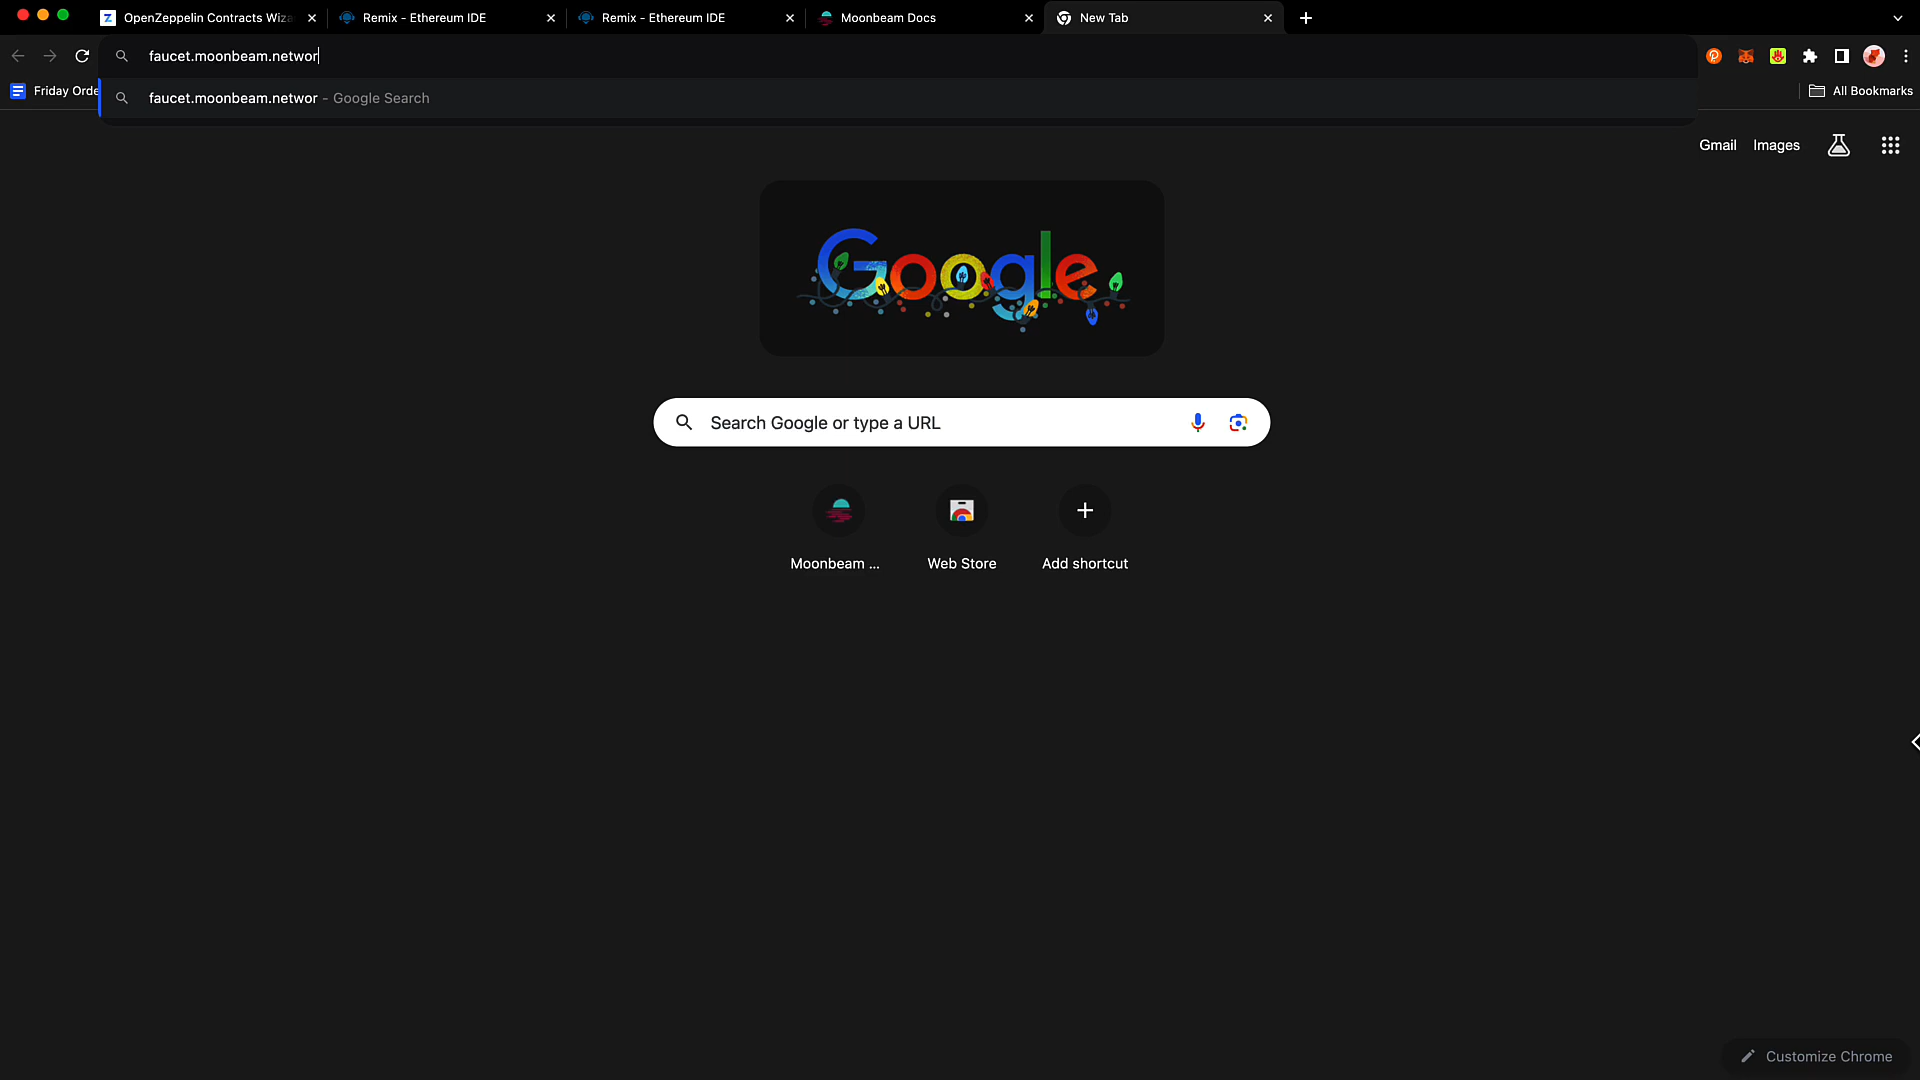 OpenZeppelin Contracts Wiza
Remix - Ethereum IDE
Remix - Ethereum IDE
Moonbeam Docs
New Tab
faucet.moonbeam.networ
Friday Orde
faucet.moonbeam.networ - Google Search
All Bookmarks
Gmail
Images
Google
Search Google or type a URL
Moonbeam ...
Web Store
Add shortcut
Customize Chrome